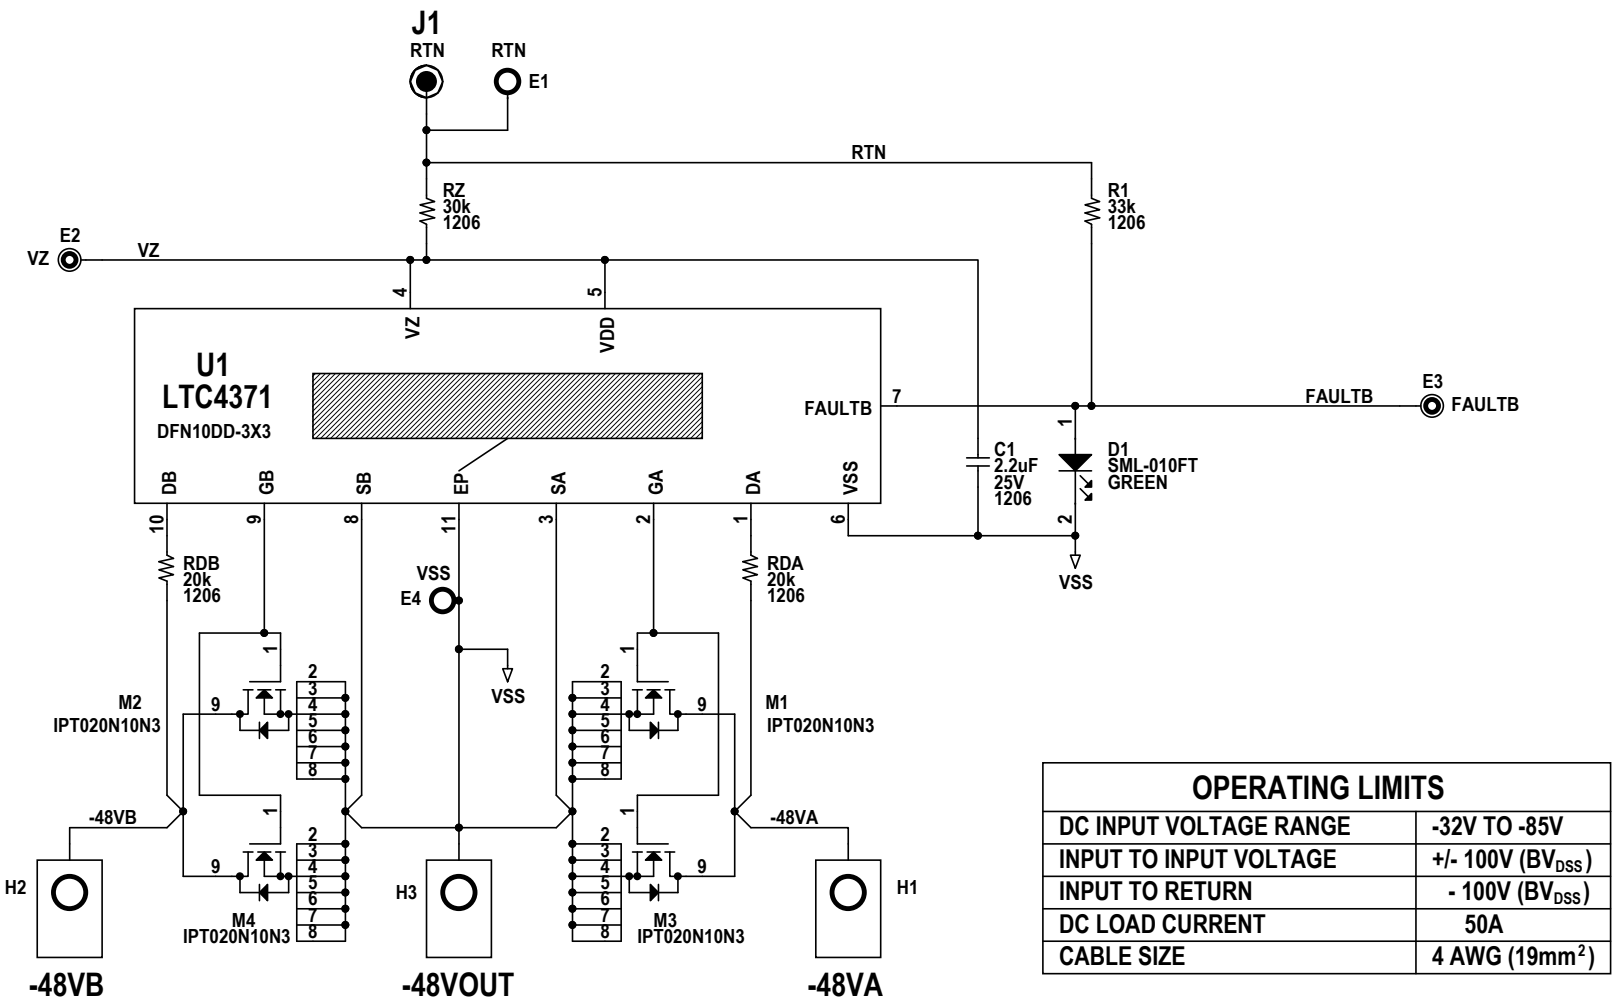 J1
RTN
RTN
E1
RTN
RZ
30k
1206
R1
33k
1206
E2
VZ
VZ
4
5
VZ
VDD
U1
LTC4371
DFN10DD-3X3
FAULTB
7
FAULTB
E3
FAULTB
1
C1
2.2uF
25V
1206
D1
SML-010FT
GREEN
2
DB
GB
SB
EP
SA
GA
DA
VSS
10
9
8
11
3
2
1
6
VSS
RDB
20k
1206
VSS
E4
RDA
20k
1206
VSS
1
1
M2
IPT020N10N3
9
2
3
4
5
6
7
8
2
3
4
5
6
7
8
9
M1
IPT020N10N3
-48VB
1
1
-48VA
9
2
3
4
5
6
7
8
2
3
4
5
6
7
8
9
M4
IPT020N10N3
M3
IPT020N10N3
H2
H3
H1
-48VB
-48VOUT
-48VA
OPERATING LIMITS
DC INPUT VOLTAGE RANGE -32V TO -85V
INPUT TO INPUT VOLTAGE +/- 100V (BVDSS)
INPUT TO RETURN - 100V (BVDSS)
DC LOAD CURRENT 50A
CABLE SIZE 4 AWG (19mm²)